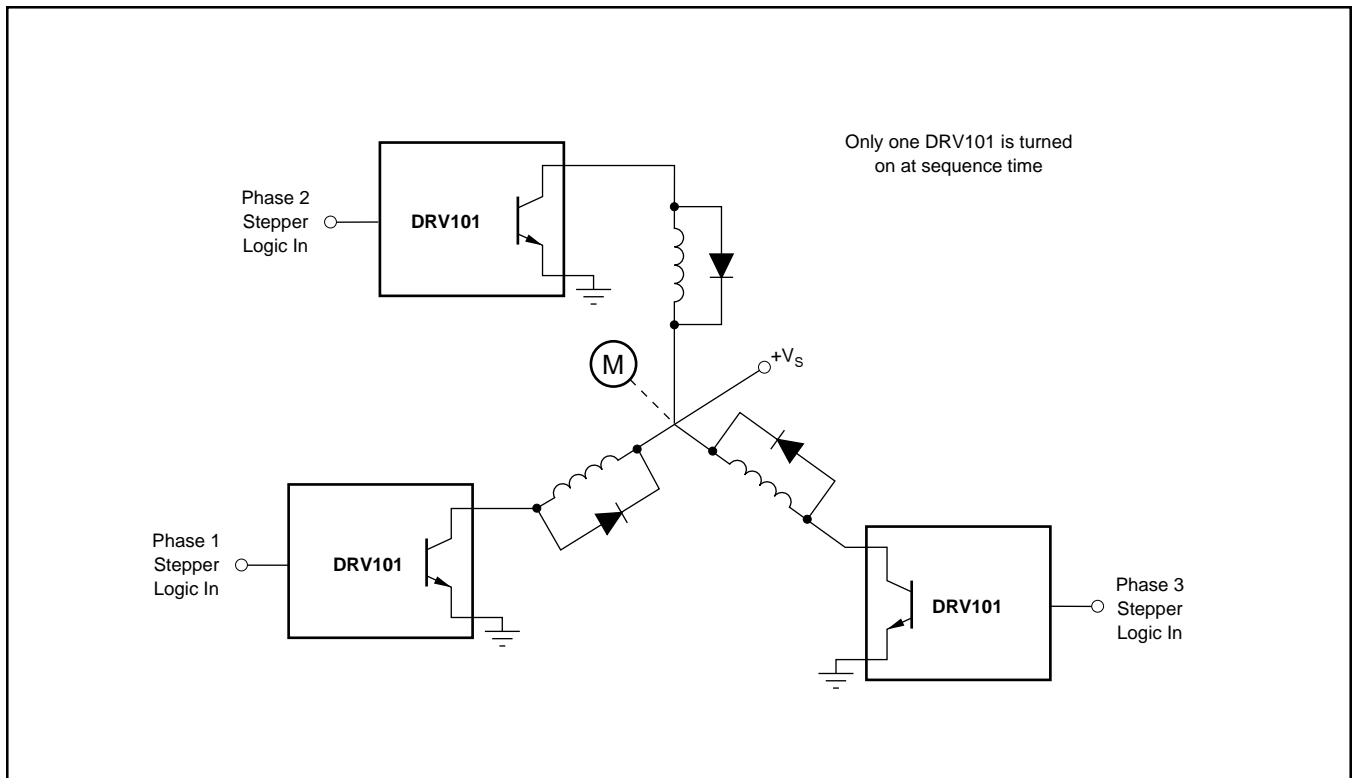 Only one DRV101 is turned
on at sequence time
Phase 2
Stepper
Logic In
DRV101
M
+VS
Phase 1
Stepper
Logic In
DRV101
DRV101
Phase 3
Stepper
Logic In